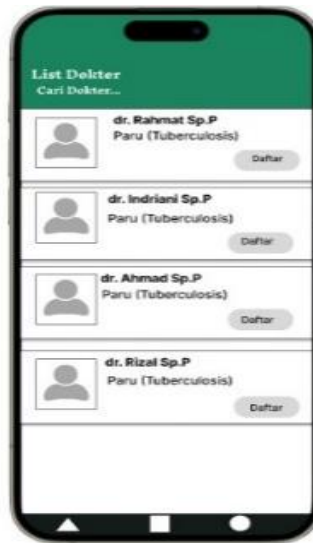 List Dokter
Cari Dokter...
dr. Rahmat Sp.P
Paru (Tuberculosis)
Daftar
dr. Indriani Sp.P
Paru (Tuberculosis)
Daftar
dr. Ahmad Sp.P
Paru (Tuberculosis)
Daftar
dr. Rizal Sp.P
Paru (Tuberculosis)
Daftar